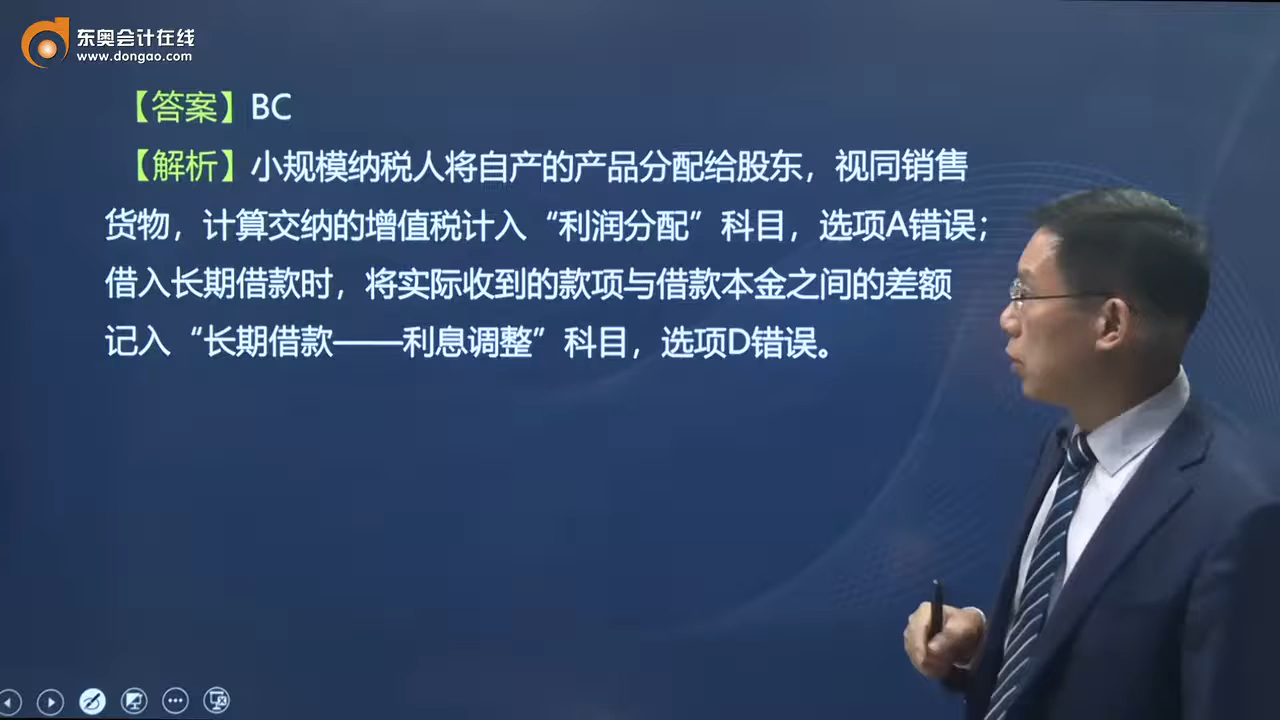 东奥会计在线
www.dongao.com
【答案】BC
【解析】小规模纳税人将自产的产品分配给股东，视同销售
货物，计算交纳的增值税计入“利润分配”科目，选项A错误；
借入长期借款时，将实际收到的款项与借款本金之间的差额
记入“长期借款——利息调整”科目，选项D错误。